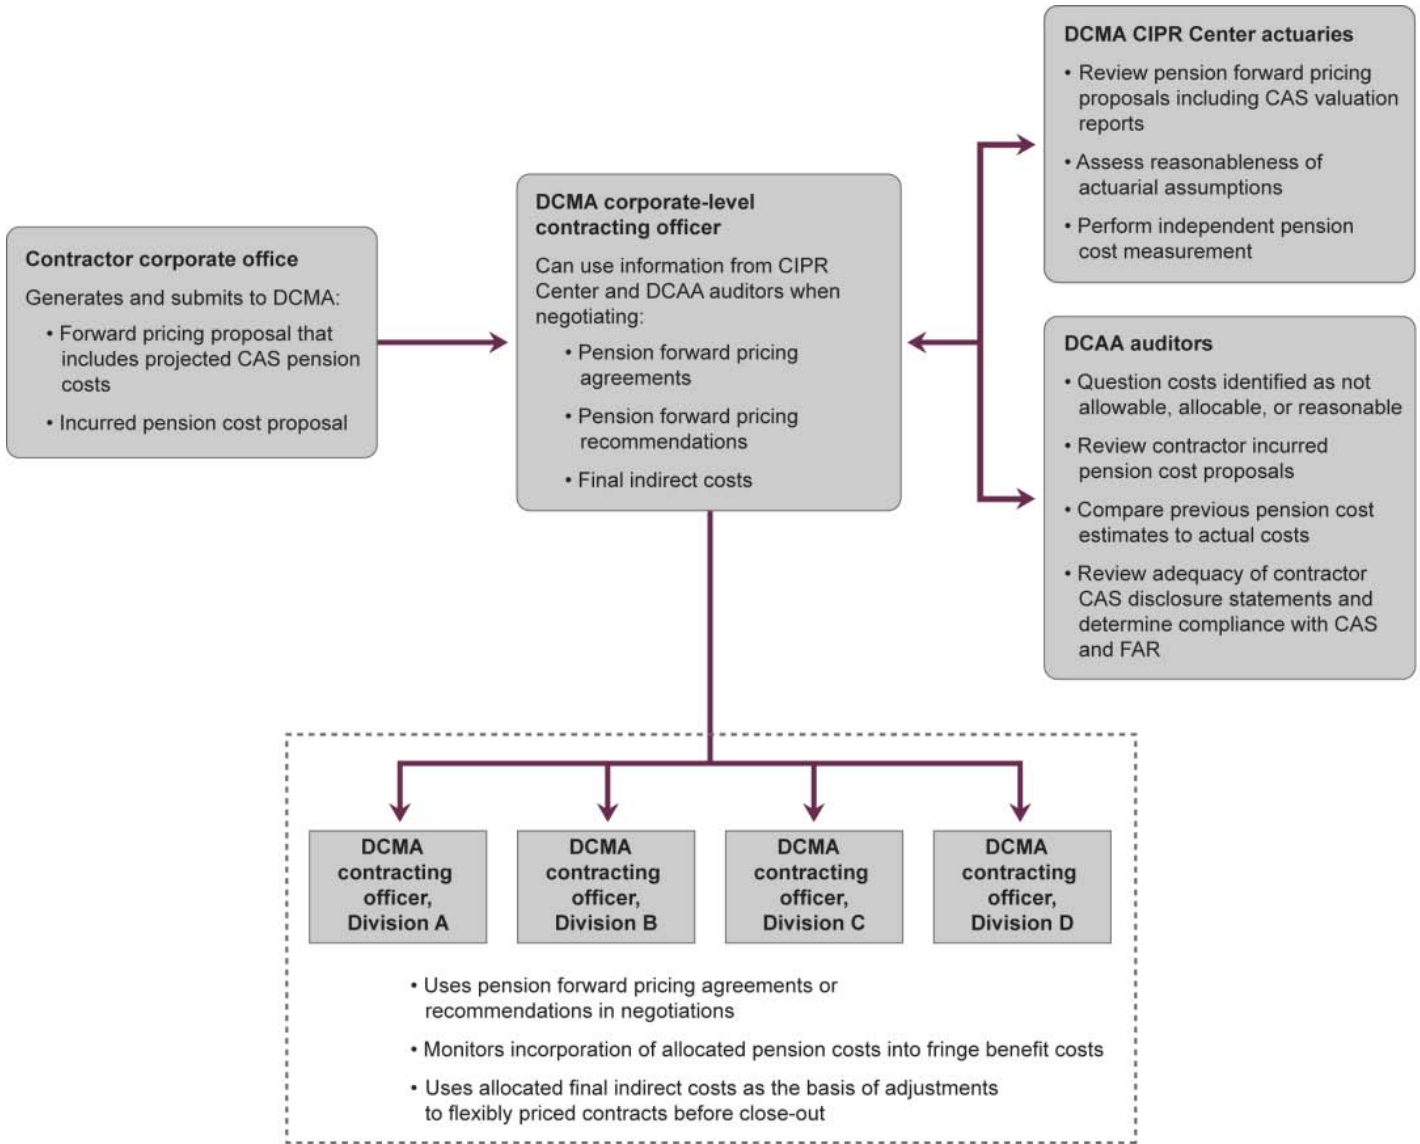 Contractor corporate office
Generates and submits to DCMA:
• Forward pricing proposal that
includes projected CAS pension
costs
• Incurred pension cost proposal
DCMA corporate-level
contracting officer
Can use information from CIPR
Center and DCAA auditors when
negotiating:
• Pension forward pricing
agreements
• Pension forward pricing
recommendations
• Final indirect costs
DCMA CIPR Center actuaries
• Review pension forward pricing
proposals including CAS valuation
reports
• Assess reasonableness of
actuarial assumptions
• Perform independent pension
cost measurement
DCAA auditors
• Question costs identified as not
allowable, allocable, or reasonable
• Review contractor incurred
pension cost proposals
• Compare previous pension cost
estimates to actual costs
• Review adequacy of contractor
CAS disclosure statements and
determine compliance with CAS
and FAR
DCMA
contracting
officer,
Division A
DCMA
contracting
officer,
Division B
DCMA
contracting
officer,
Division C
DCMA
contracting
officer,
Division D
• Uses pension forward pricing agreements or
recommendations in negotiations
• Monitors incorporation of allocated pension costs into fringe benefit costs
• Uses allocated final indirect costs as the basis of adjustments
to flexibly priced contracts before close-out